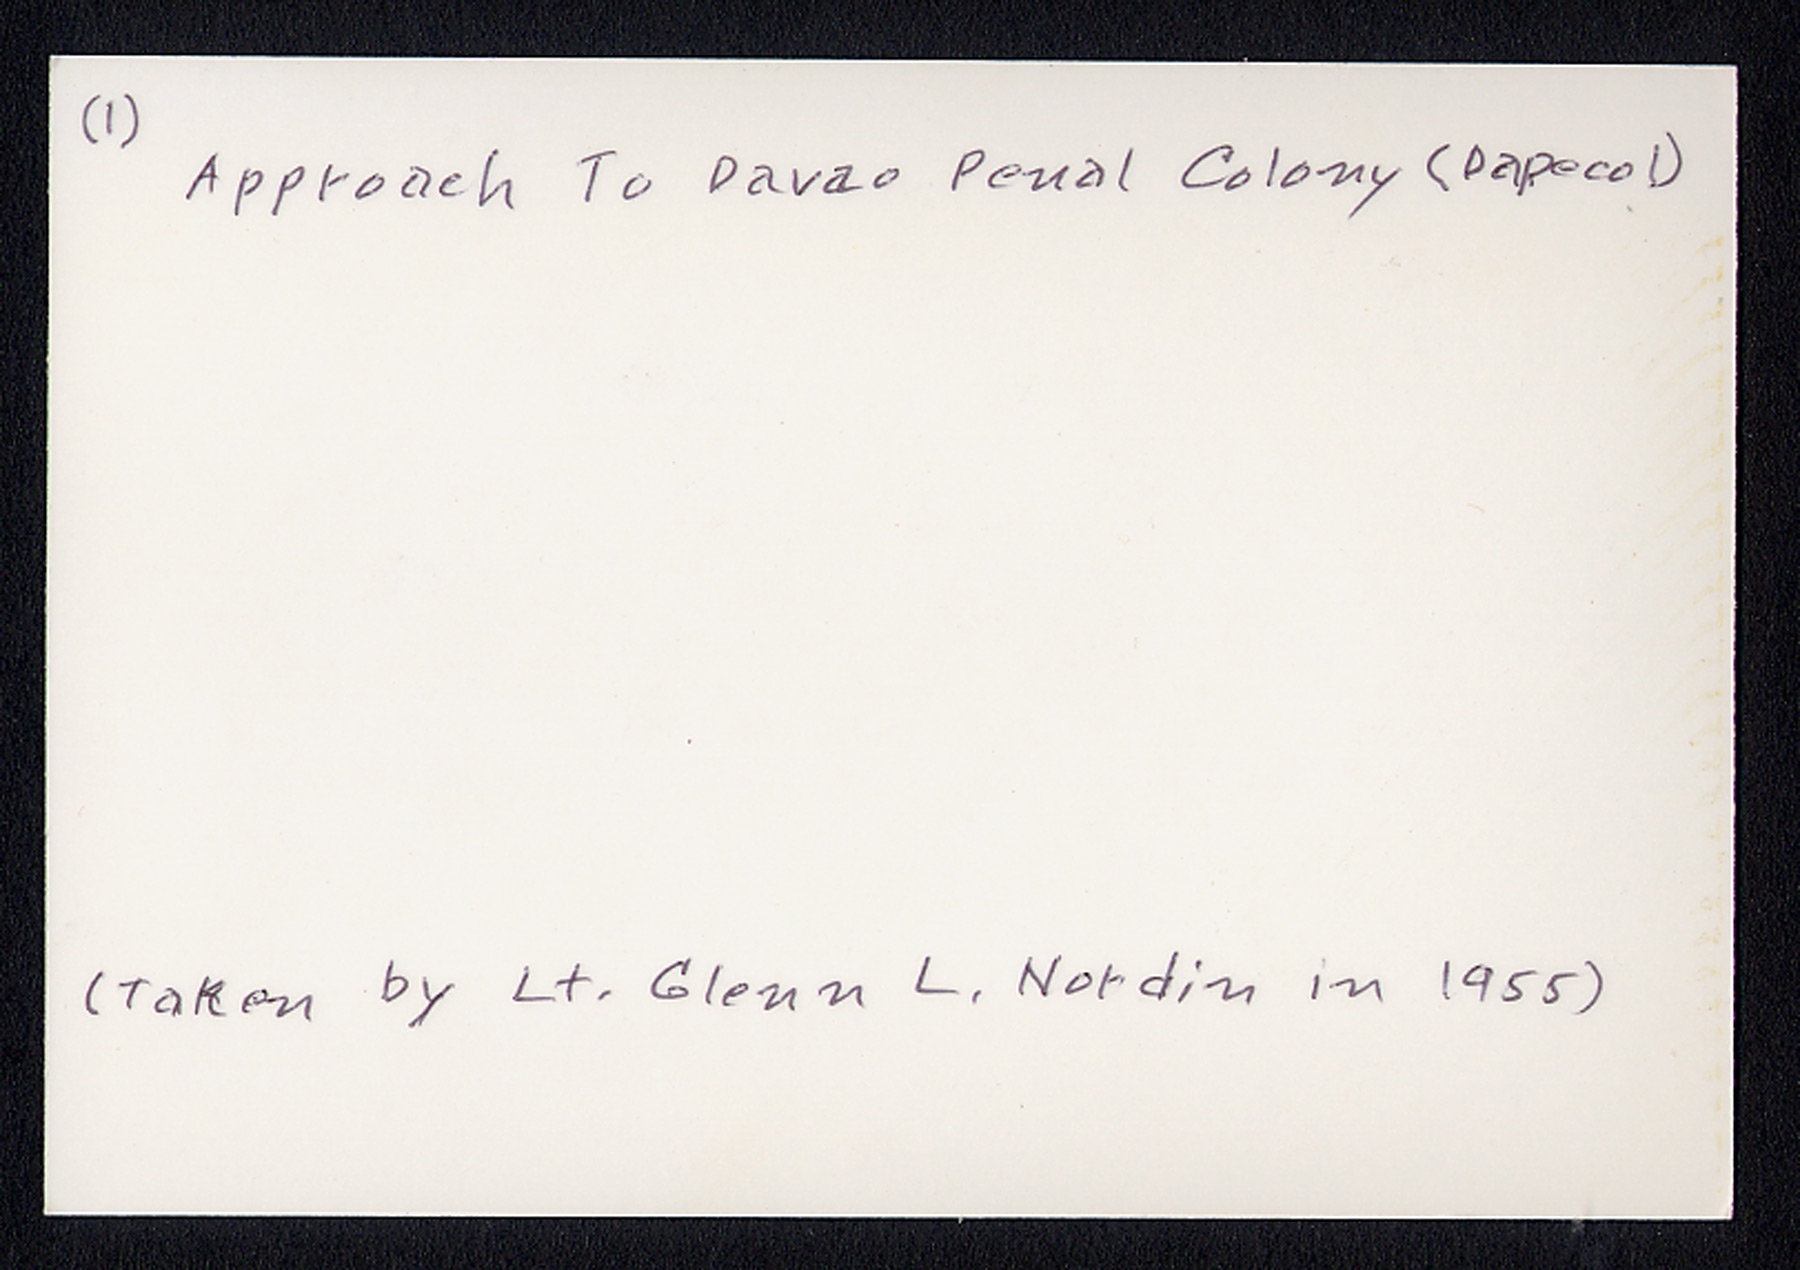 (1)
Approach To Davao Penal Colony (Dapecol)
(Taken by Lt. Glenn L. Nordin in 1955)